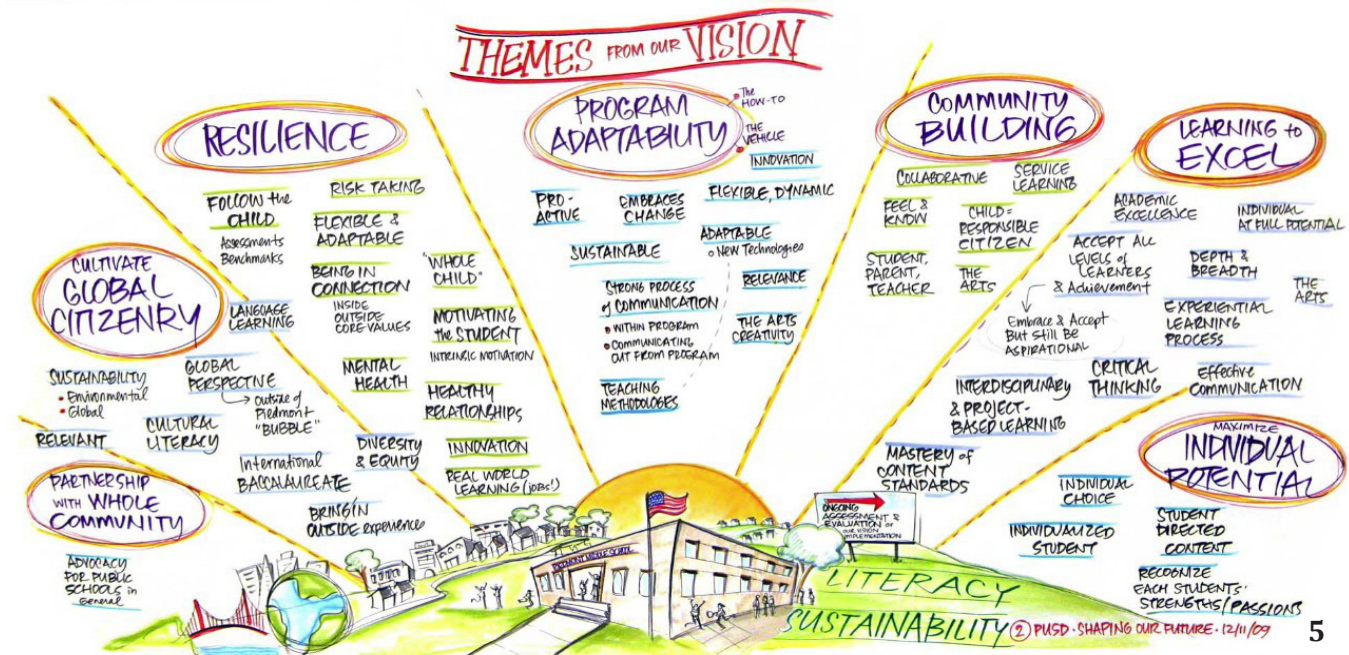 THEMES FROM OUR VISION
RESILIENCE
FOLLOW the
CHILD
Assessments
Benchmarks
RISK TAKING
FLEXIBLE &
ADAPTABLE
BEING IN
CONNECTION
INSIDE
OUTSIDE
CORE VALUES
MENTAL
HEALTH
DIVERSITY
& EQUITY
"WHOLE
CHILD"
MOTIVATING
the STUDENT
INTRINSIC MOTIVATION
HEALTHY
RELATIONSHIPS
INNOVATION
REAL WORLD
LEARNING (jOBS!)
CULTIVATE
GLOBAL
CITIZENRY
LANGUAGE
LEARNING
SUSTAINABILITY
• Environmental
• Global
GLOBAL
PERSPECTIVE
→ outside of
Piedmont
"BUBBLE"
RELEVANT
CULTURAL
LITERACY
International
BACCALAUREATE
BRING IN
OUTSIDE experiences
PARTNERSHIP
WITH WHOLE
COMMUNITY
ADVOCACY
FOR PUBLIC
SCHOOLS in
general
PROGRAM
ADAPTABILITY
• The
HOW-TO
THE
VEHICLE
• INNOVATION
PRO-
ACTIVE
EMBRACES
CHANGE
FLEXIBLE, DYNAMIC
SUSTAINABLE
ADAPTABLE
o New Technologies
STRONG PROCESS
of COMMUNICATION
• WITHIN PROGRAM
• COMMUNICATING
OUT FROM PROGRAM
RELEVANCE
THE ARTS
CREATIVITY
TEACHING
METHODOLOGES
COMMUNITY
BUILDING
COLLABORATIVE
SERVICE
LEARNING
FEEL &
KNOW
CHILD =
RESPONSIBLE
CITIZEN
STUDENT,
PARENT,
TEACHER
THE
ARTS
LEARNING to
EXCEL
ACADEMIC
EXCELLENCE
INDIVIDUAL
AT FULL POTENTIAL
ACCEPT ALL
LEVELS of
LEARNERS
& Achievement
Embrace & Accept
But Still Be
ASPIRATIONAL
DEPTH &
BREADTH
THE
ARTS
EXPERIENTIAL
LEARNING
PROCESS
CRITICAL
THINKING
Effective
COMMUNICATION
INTERDISCIPLINARY
& PROJECT-
BASED LEARNING
MASTERY of
CONTENT
STANDARDS
MAXIMIZE
INDIVIDUAL
POTENTIAL
INDIVIDUAL
CHOICE
INDIVIDUALIZED
STUDENT
STUDENT
DIRECTED
CONTENT
RECOGNIZE
EACH STUDENTS'
STRENGTHS/PASSIONS
ONGOING
ASSESSMENT &
EVALUATION of
OUR VISION
IMPLEMENTATION
PIEDMONT MIDDLE SCHOOL
LITERACY
SUSTAINABILITY
② PUSD • SHAPING OUR FUTURE • 12/11/09
5